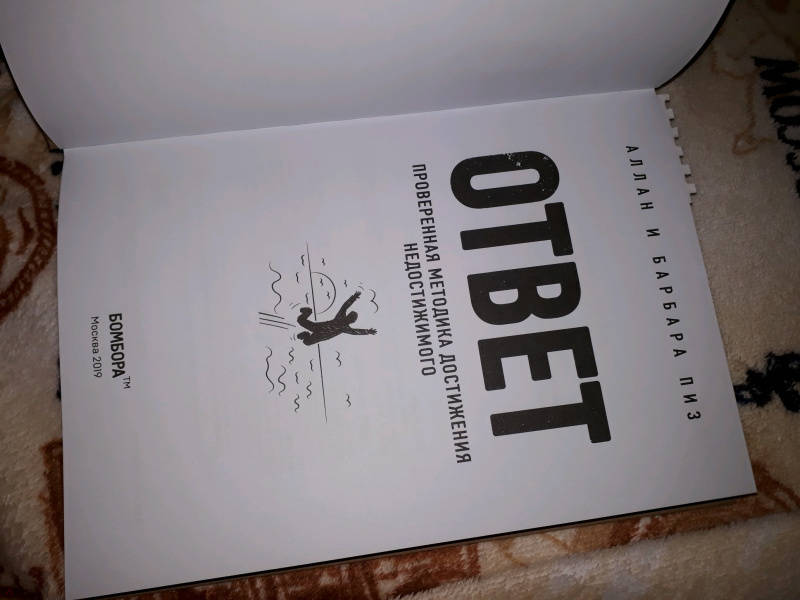 АЛЛАН И БАРБАРА ПИЗ
ОТВЕТ
ПРОВЕРЕННАЯ МЕТОДИКА ДОСТИЖЕНИЯ
НЕДОСТИЖИМОГО
БОМБОРА™
Москва 2019